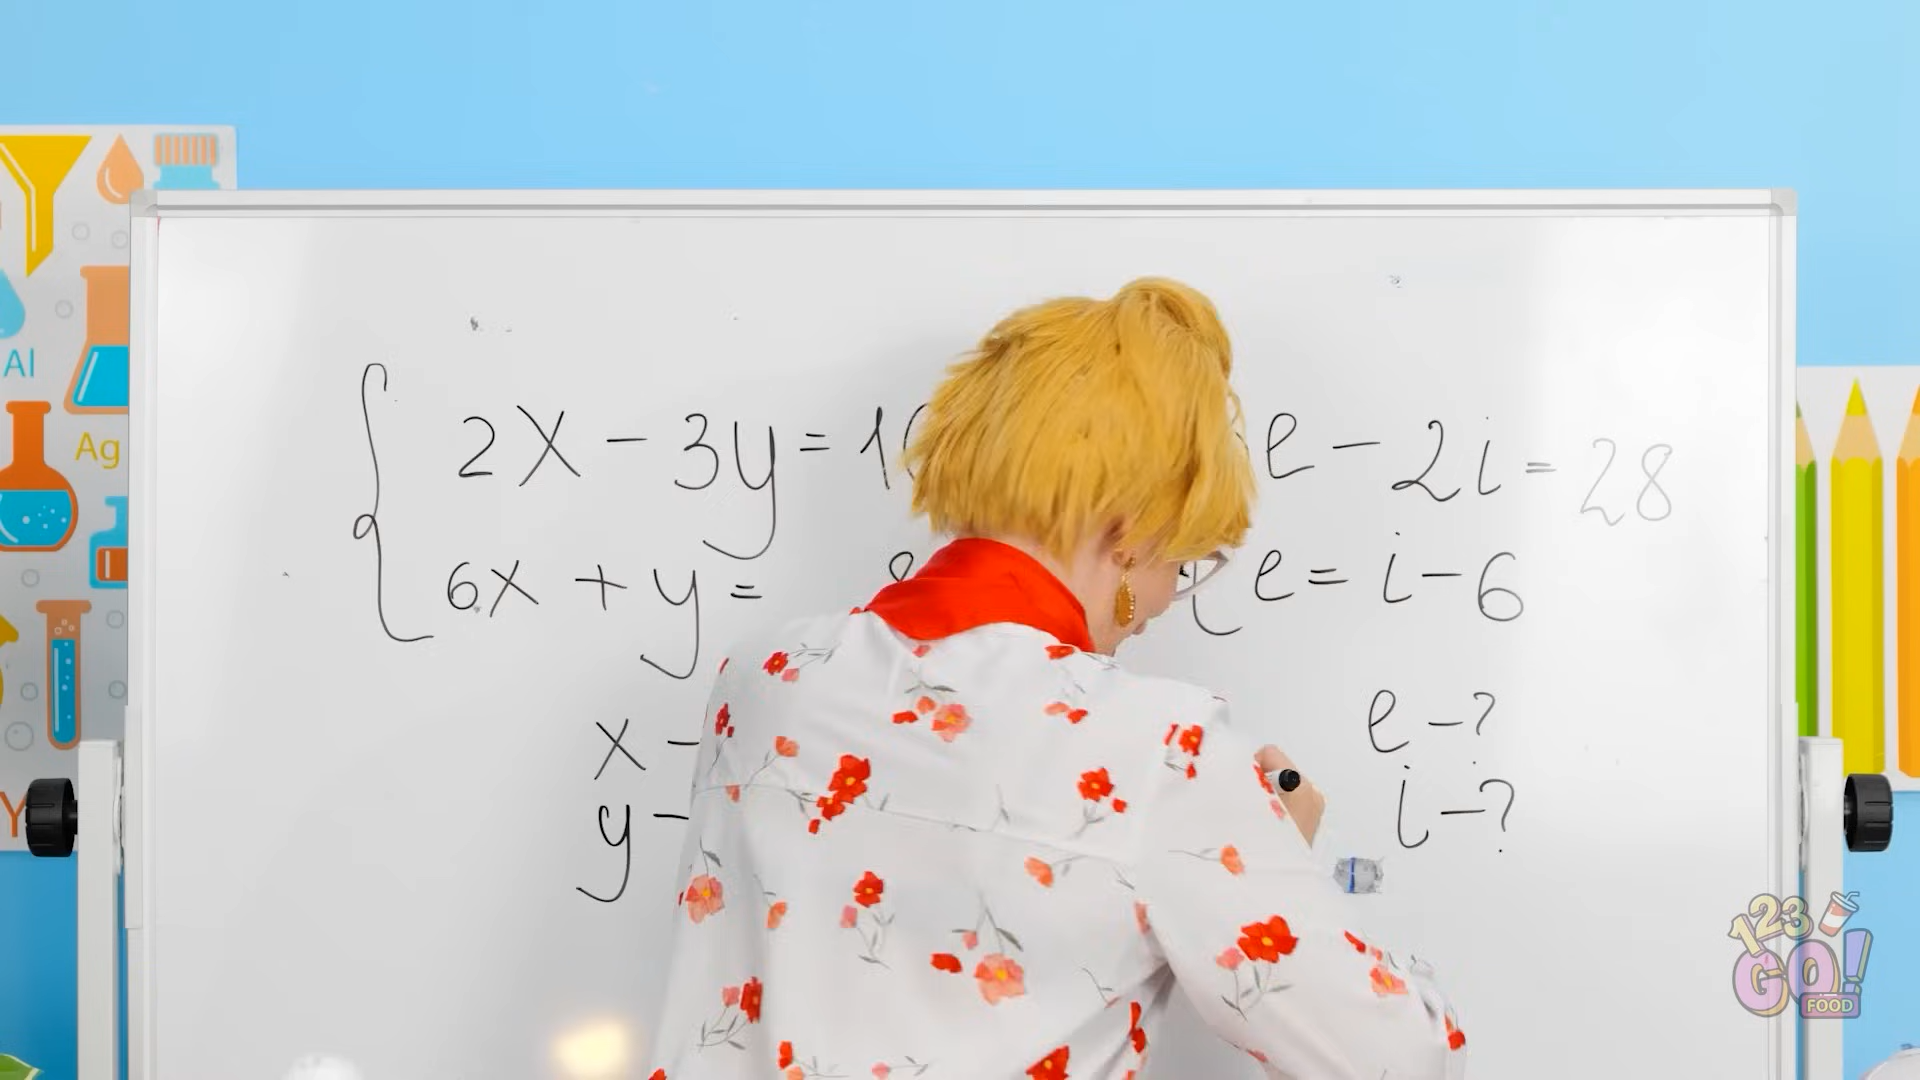 2x - 3y = 1
e - 2i = 28
6x + y =
e = i - 6
x -
e - ?
y -
i - ?
Al
Ag
Y
123
GO!
FOOD